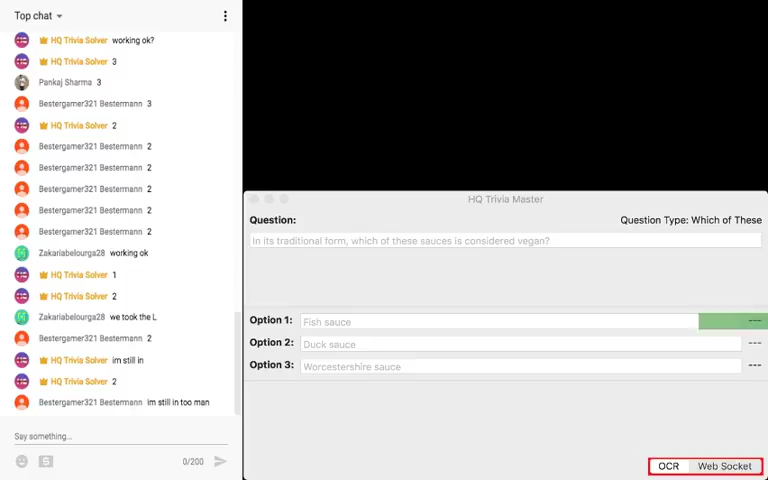 Top chat
HQ Trivia Solver working ok?
HQ Trivia Solver 3
Pankaj Sharma 3
Bestergamer321 Bestermann 3
HQ Trivia Solver 2
Bestergamer321 Bestermann 2
Bestergamer321 Bestermann 2
Bestergamer321 Bestermann 2
Bestergamer321 Bestermann 2
Bestergamer321 Bestermann 2
Zakariabelourga28 working ok
HQ Trivia Solver 1
HQ Trivia Solver 2
Zakariabelourga28 we took the L
Bestergamer321 Bestermann 2
HQ Trivia Solver im still in
HQ Trivia Solver 2
Bestergamer321 Bestermann im still in too man
Say something...
0/200
HQ Trivia Master
Question: Question Type: Which of These
In its traditional form, which of these sauces is considered vegan?
Option 1: Fish sauce ---
Option 2: Duck sauce ---
Option 3: Worcestershire sauce ---
OCR Web Socket